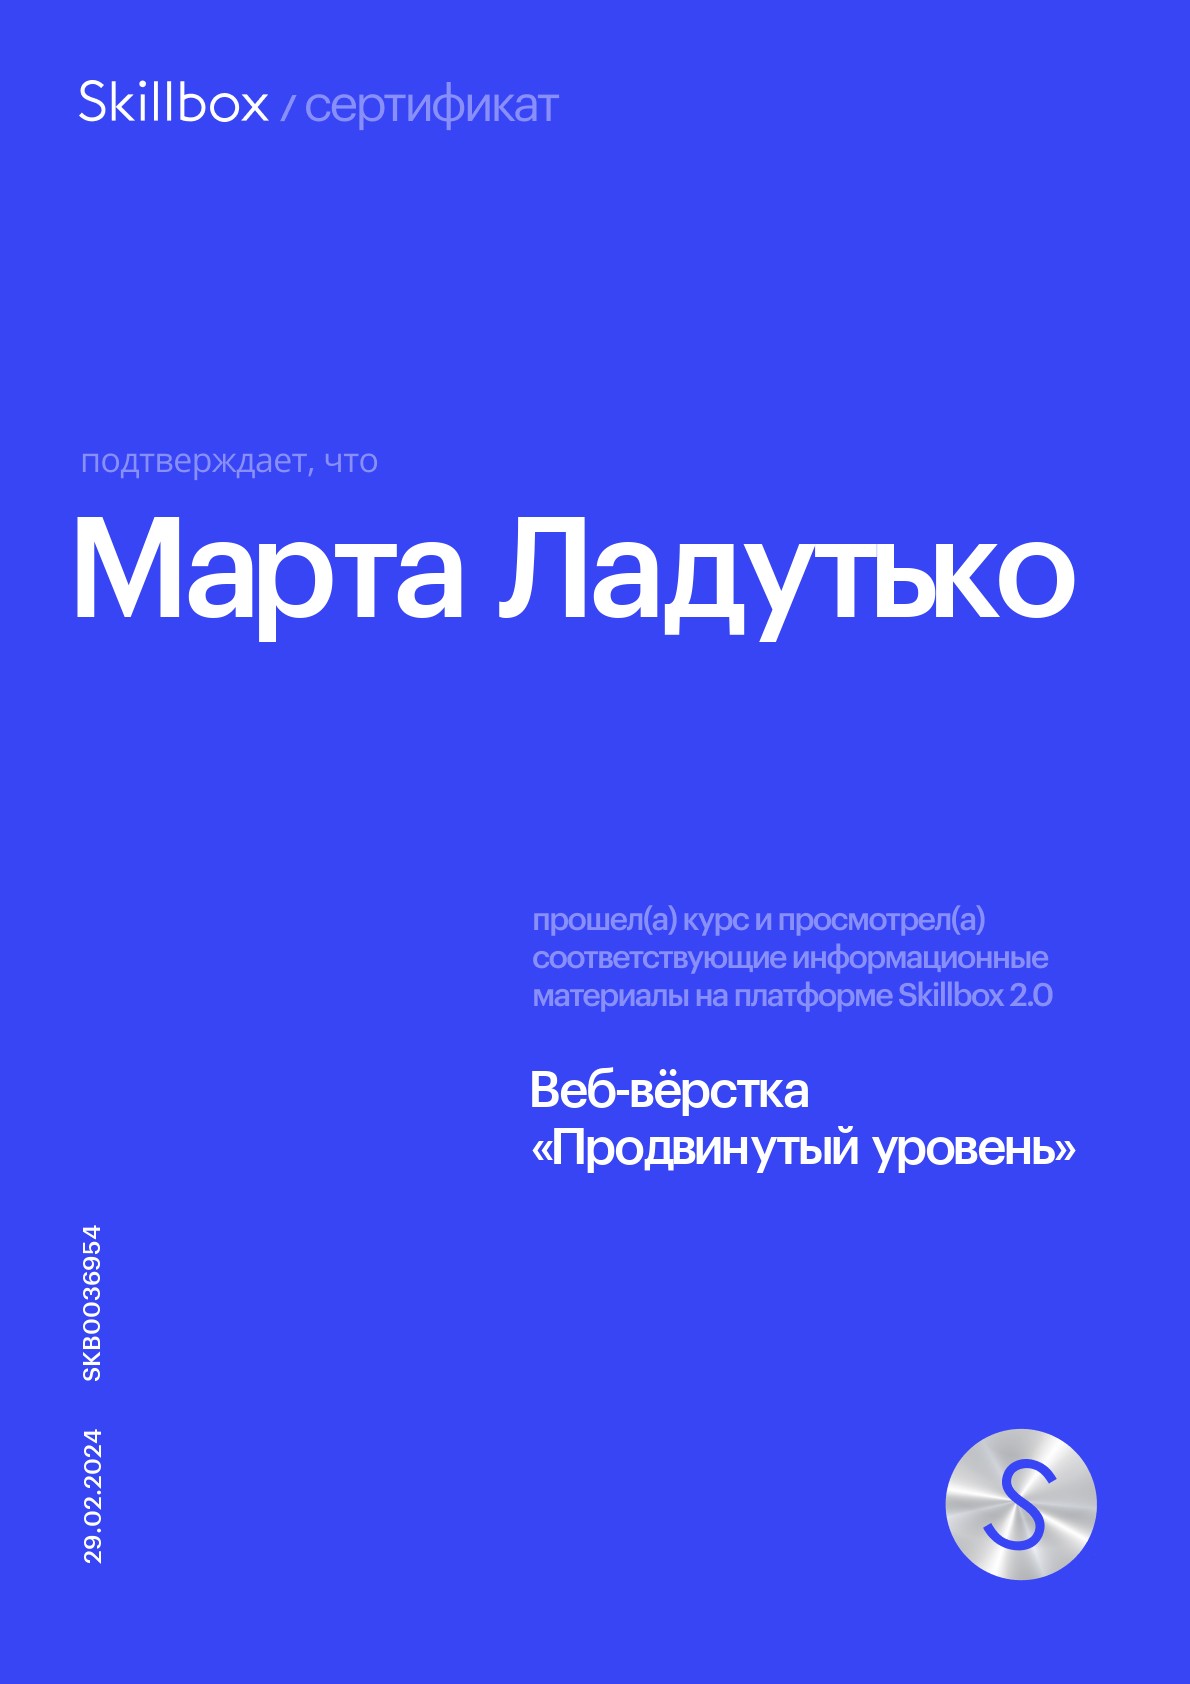 Skillbox / сертификат
подтверждает, что
Марта Ладутько
прошел(а) курс и просмотрел(а)
соответствующие информационные
материалы на платформе Skillbox 2.0
Веб-вёрстка
«Продвинутый уровень»
SKB0036954
29.02.2024
S